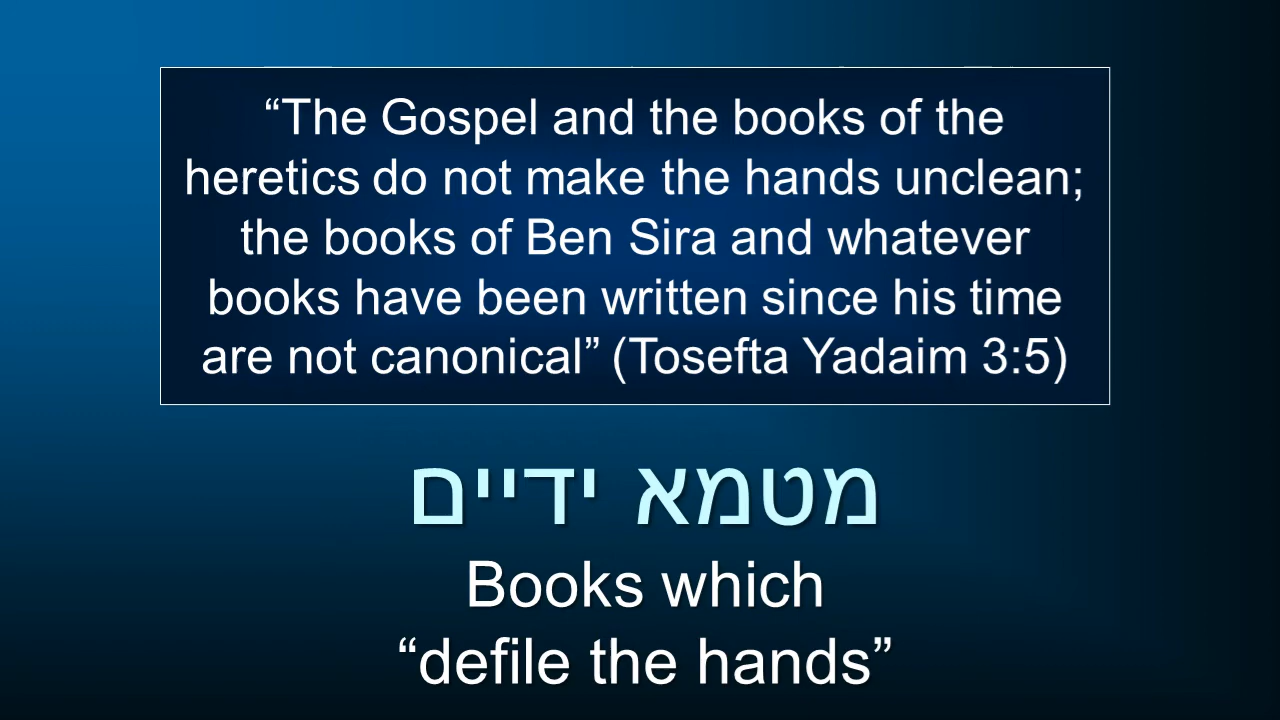 “The Gospel and the books of the
heretics do not make the hands unclean;
the books of Ben Sira and whatever
books have been written since his time
are not canonical” (Tosefta Yadaim 3:5)
מטמא ידיים
Books which
“defile the hands”